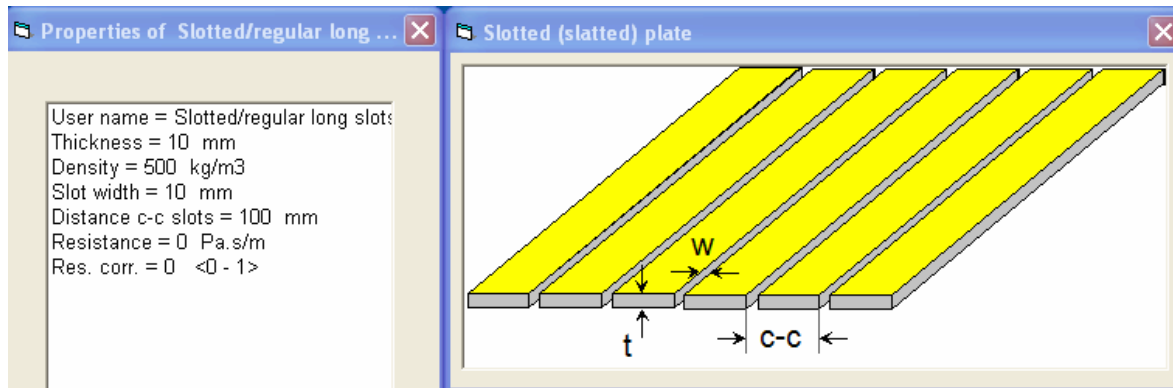 Properties of Slotted/regular long ...
User name = Slotted/regular long slots
Thickness = 10 mm
Density = 500 kg/m3
Slot width = 10 mm
Distance c-c slots = 100 mm
Resistance = 0 Pa.s/m
Res. corr. = 0 <0 - 1>
Slotted (slatted) plate
w
t
c-c